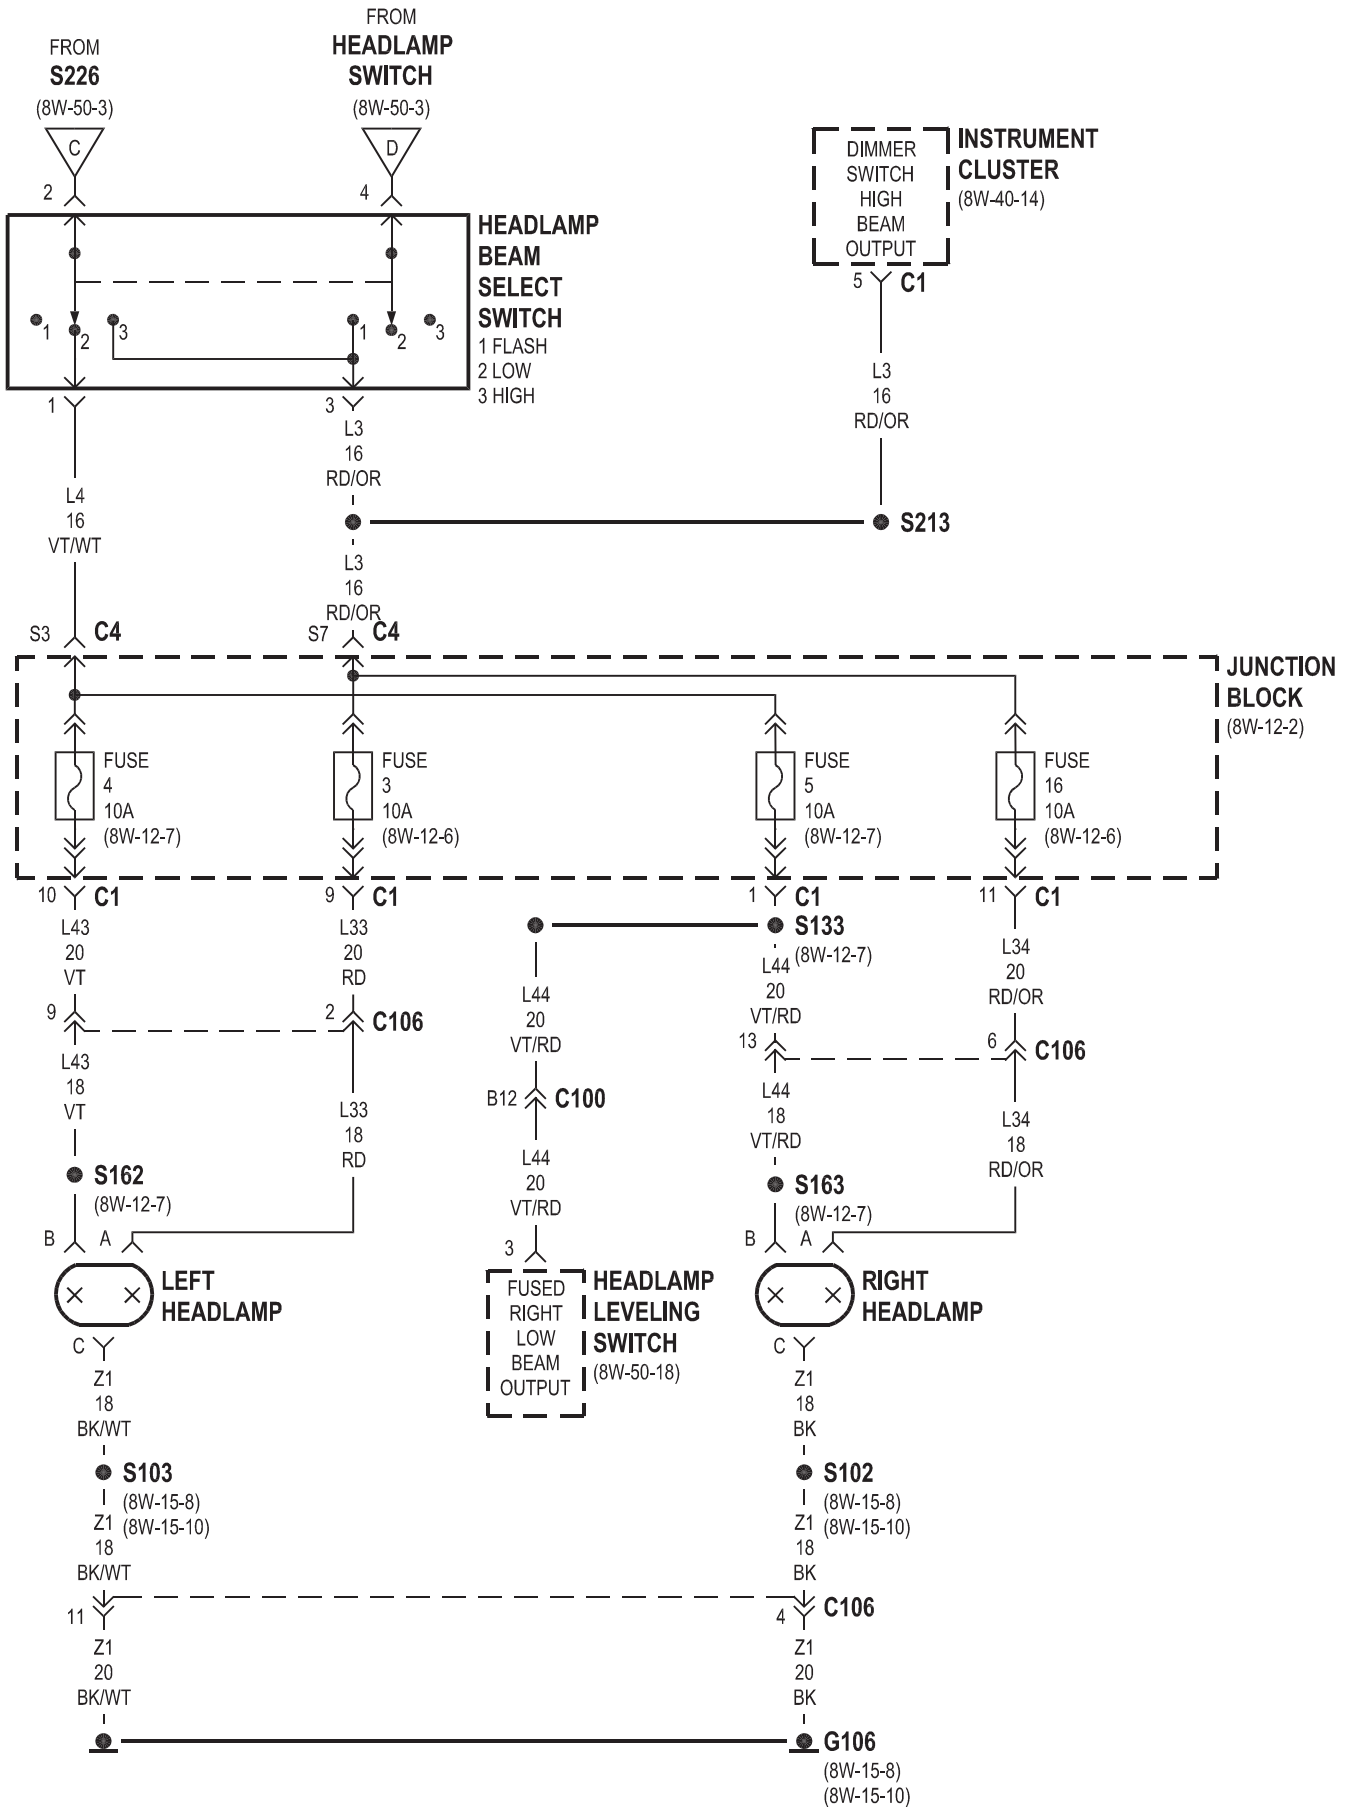 FROM
S226
(8W-50-3)
C
2
FROM
HEADLAMP
SWITCH
(8W-50-3)
D
4
DIMMER
SWITCH
HIGH
BEAM
OUTPUT
INSTRUMENT
CLUSTER
(8W-40-14)
5
C1
HEADLAMP
BEAM
SELECT
SWITCH
1 FLASH
2 LOW
3 HIGH
1
2
3
1
2
3
1
3
L3
16
RD/OR
L3
16
RD/OR
L4
16
VT/WT
S213
L3
16
RD/OR
S3
C4
S7
C4
JUNCTION
BLOCK
(8W-12-2)
FUSE
4
10A
(8W-12-7)
FUSE
3
10A
(8W-12-6)
FUSE
5
10A
(8W-12-7)
FUSE
16
10A
(8W-12-6)
10
C1
9
C1
1
C1
11
C1
L43
20
VT
L33
20
RD
S133
(8W-12-7)
L44
20
VT/RD
L34
20
RD/OR
L44
20
VT/RD
9
2
C106
13
6
C106
L43
18
VT
L33
18
RD
B12
C100
L44
18
VT/RD
L34
18
RD/OR
S162
(8W-12-7)
L44
20
VT/RD
S163
(8W-12-7)
B
A
3
B
A
LEFT
HEADLAMP
FUSED
RIGHT
LOW
BEAM
OUTPUT
HEADLAMP
LEVELING
SWITCH
(8W-50-18)
RIGHT
HEADLAMP
C
C
Z1
18
BK/WT
Z1
18
BK
S103
(8W-15-8)
(8W-15-10)
S102
(8W-15-8)
(8W-15-10)
Z1
18
BK/WT
Z1
18
BK
11
4
C106
Z1
20
BK/WT
Z1
20
BK
G106
(8W-15-8)
(8W-15-10)